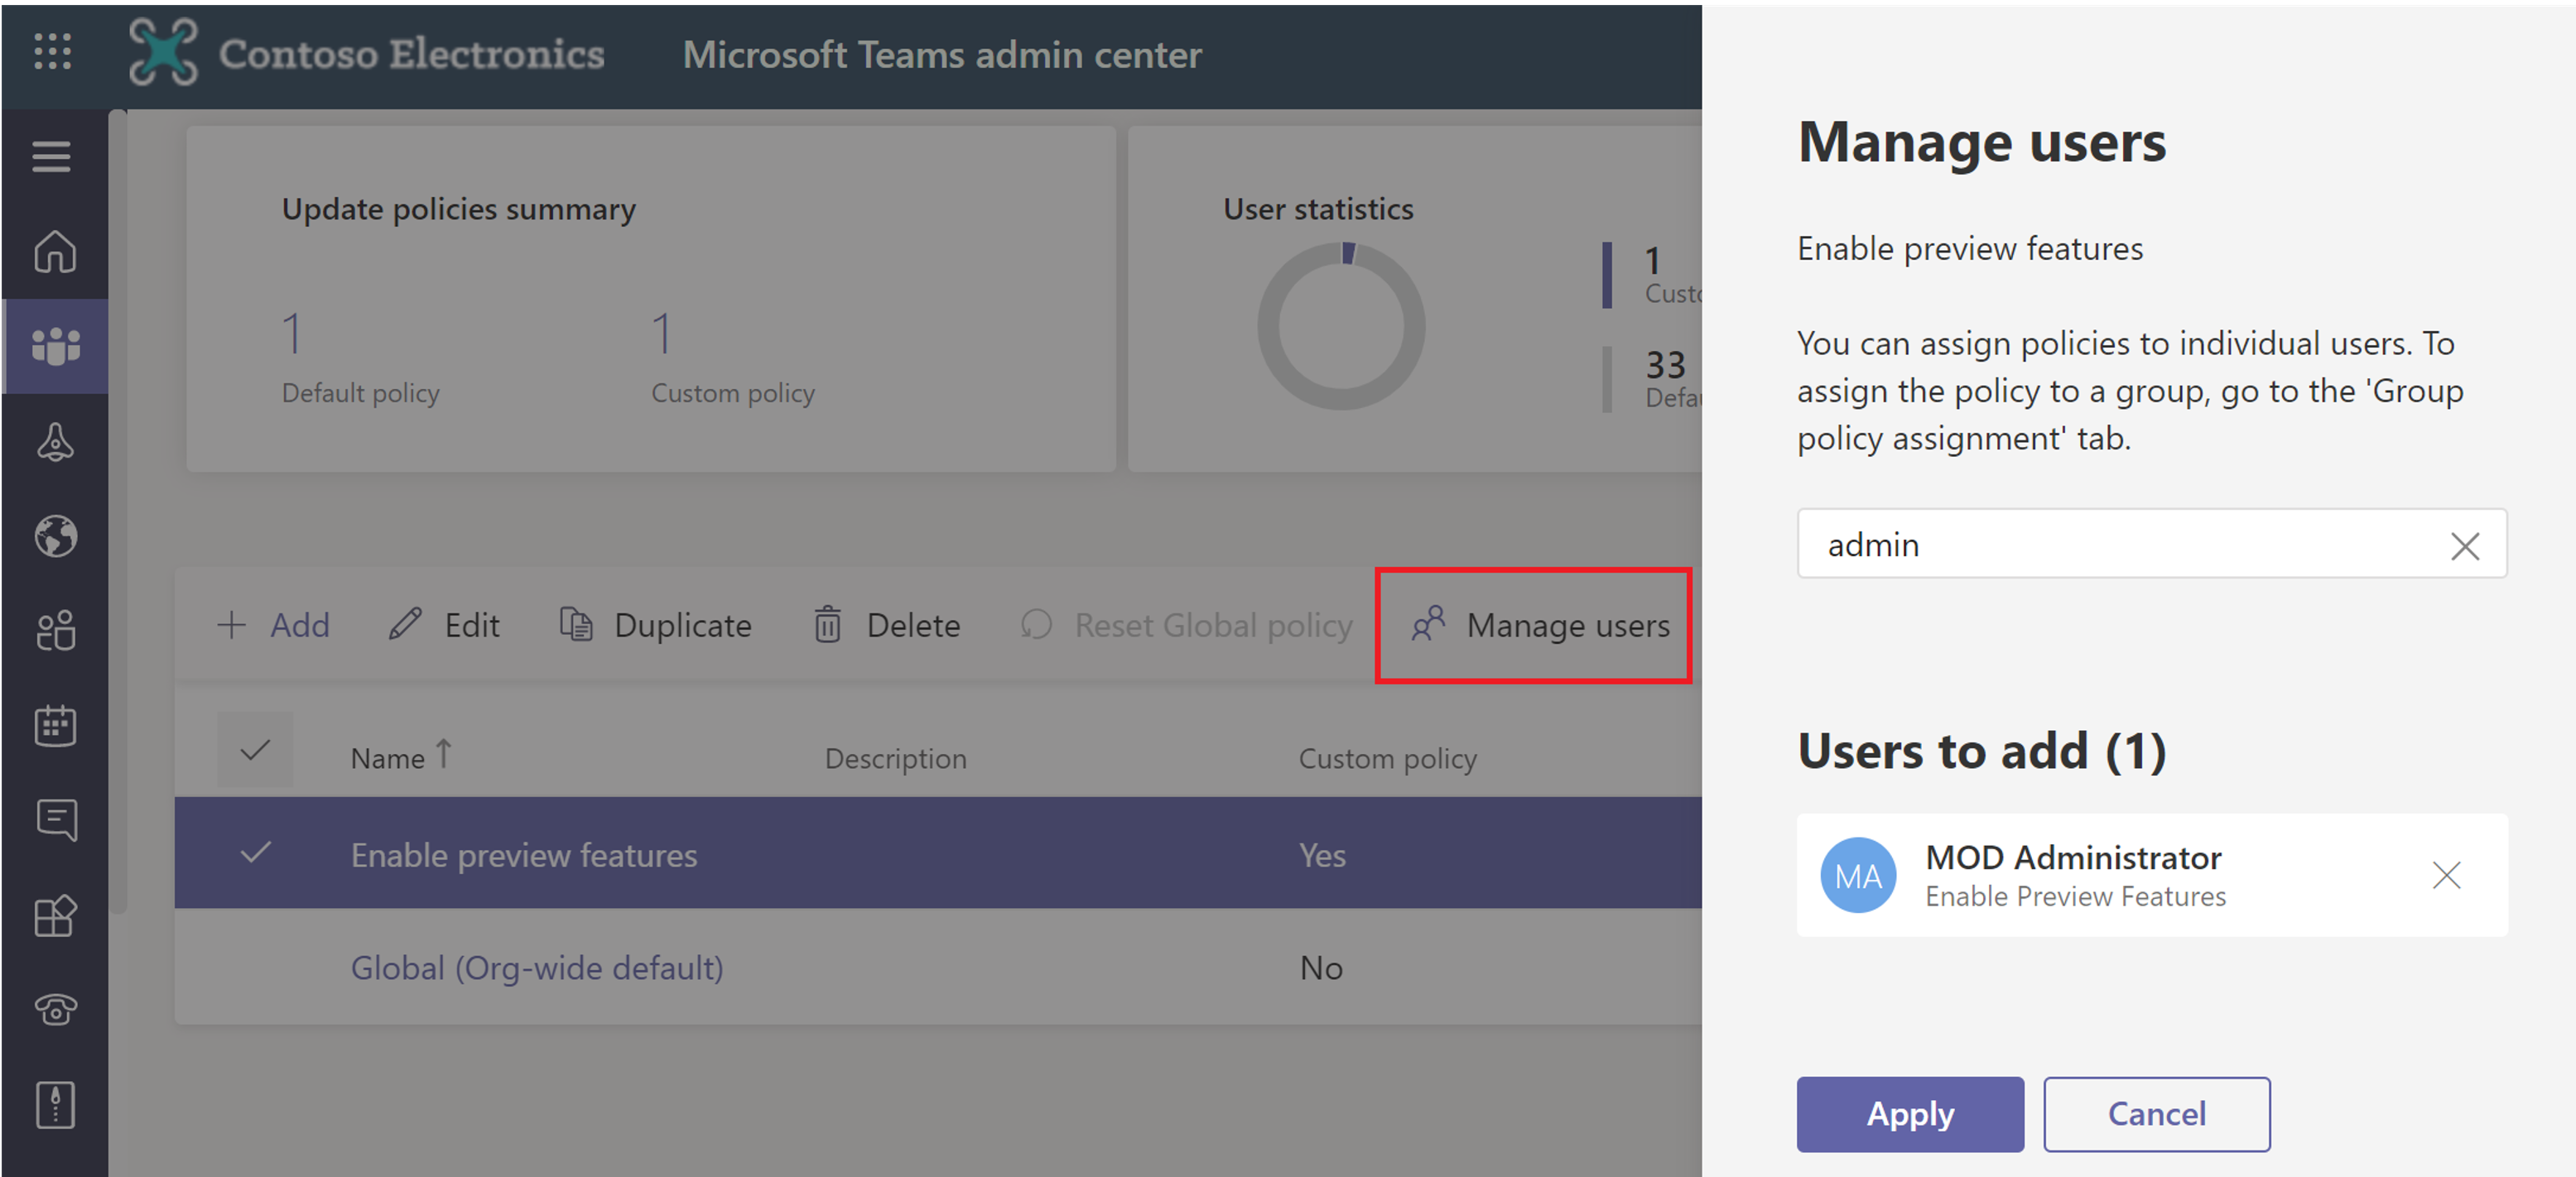 Contoso Electronics
Microsoft Teams admin center
Update policies summary
1
Default policy
1
Custom policy
User statistics
1
Custo
33
Defau
Add
Edit
Duplicate
Delete
Reset Global policy
Manage users
Name
Description
Custom policy
Enable preview features
Yes
Global (Org-wide default)
No
Manage users
Enable preview features
You can assign policies to individual users. To
assign the policy to a group, go to the 'Group
policy assignment' tab.
admin
Users to add (1)
MA
MOD Administrator
Enable Preview Features
Apply
Cancel